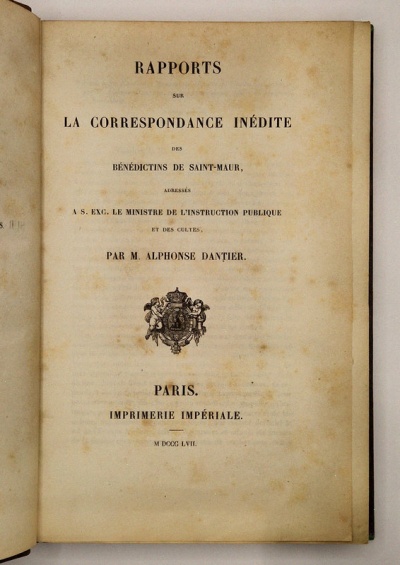 RAPPORTS
SUR
LA CORRESPONDANCE INÉDITE
DES
BÉNÉDICTINS DE SAINT-MAUR,
ADRESSÉS
A S. EXC. LE MINISTRE DE L'INSTRUCTION PUBLIQUE
ET DES CULTES,
PAR M. ALPHONSE DANTIER.
PARIS.
IMPRIMERIE IMPÉRIALE.
M DCCC LVII.